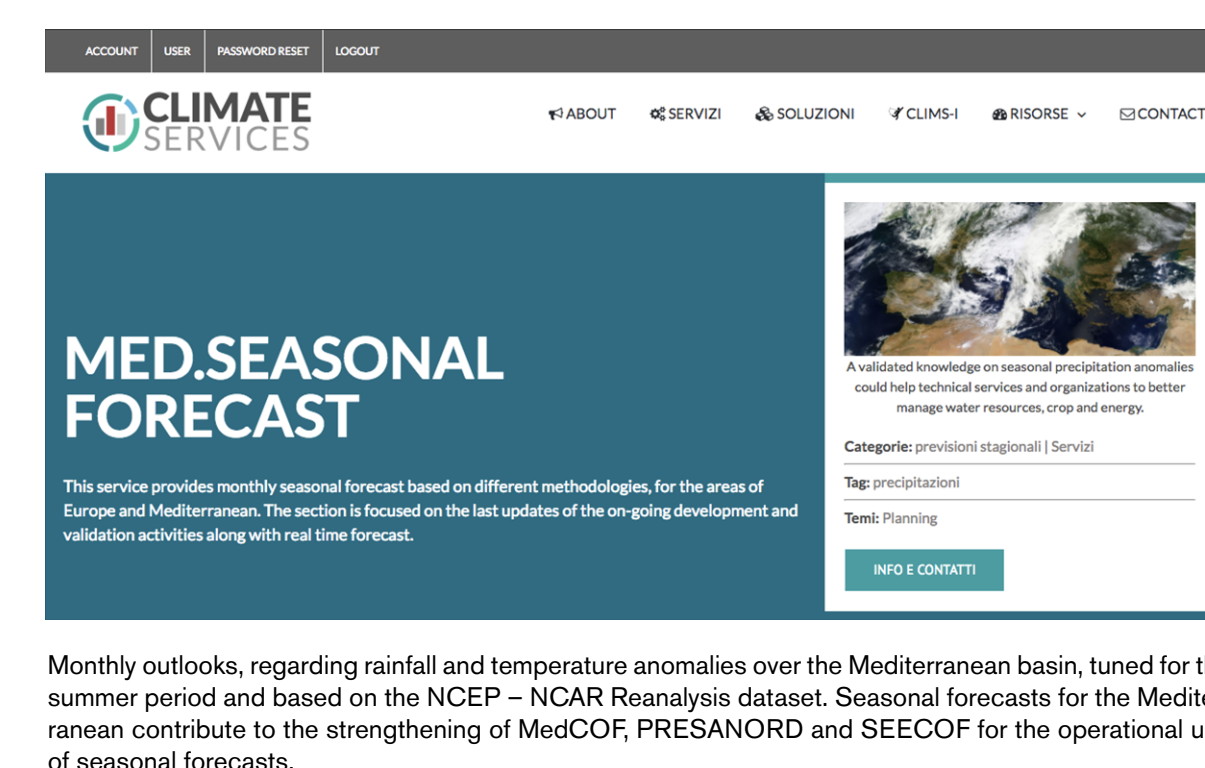 ACCOUNT USER PASSWORD RESET LOGOUT
CLIMATE
SERVICES
ABOUT SERVIZI SOLUZIONI CLIMS-I RISORSE CONTACT
MED.SEASONAL
FORECAST
This service provides monthly seasonal forecast based on different methodologies, for the areas of
Europe and Mediterranean. The section is focused on the last updates of the on-going development and
validation activities along with real time forecast.
A validated knowledge on seasonal precipitation anomalies
could help technical services and organizations to better
manage water resources, crop and energy.
Categorie: previsioni stagionali | Servizi
Tag: precipitazioni
Temi: Planning
INFO E CONTATTI
Monthly outlooks, regarding rainfall and temperature anomalies over the Mediterranean basin, tuned for
summer period and based on the NCEP – NCAR Reanalysis dataset. Seasonal forecasts for the
ranean contribute to the strengthening of MedCOF, PRESANORD and SEECOF for the operational
of seasonal forecasts.